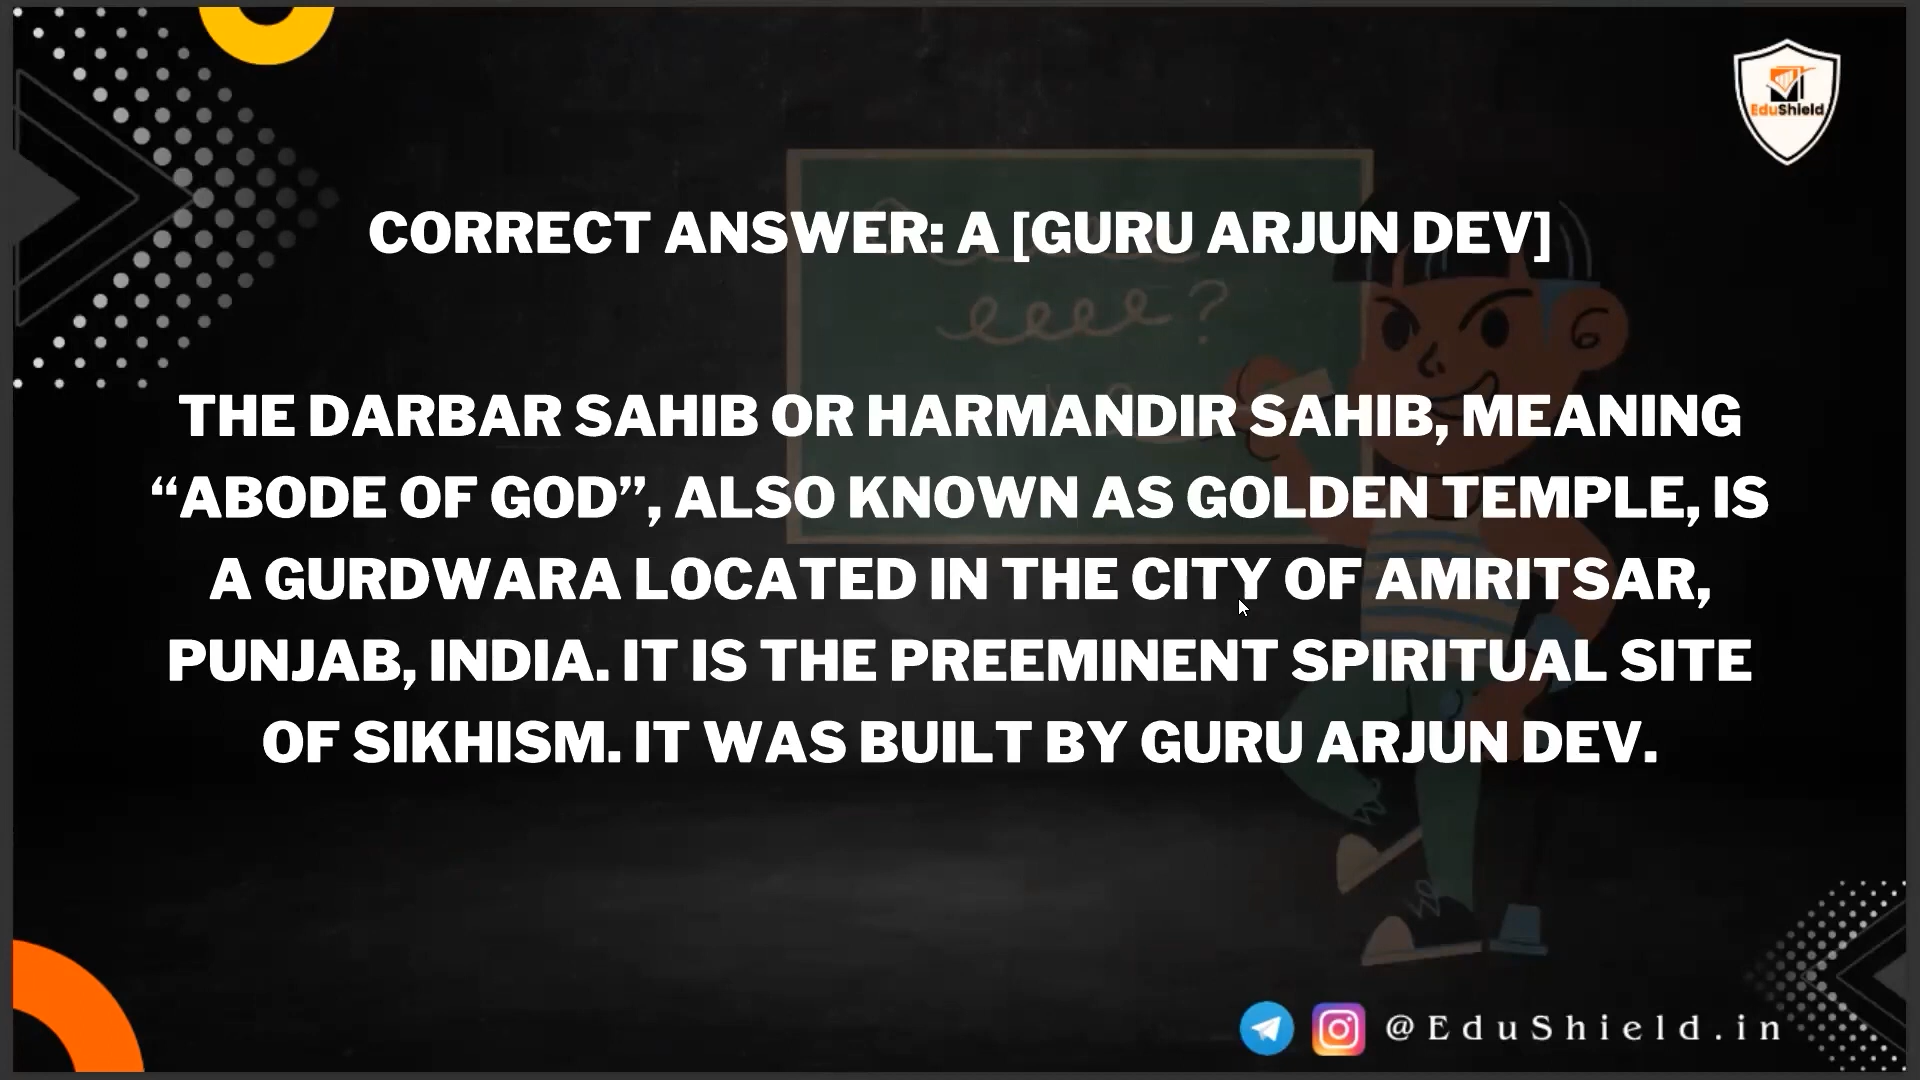 EduShield
CORRECT ANSWER: A [GURU ARJUN DEV]
THE DARBAR SAHIB OR HARMANDIR SAHIB, MEANING
“ABODE OF GOD”, ALSO KNOWN AS GOLDEN TEMPLE, IS
A GURDWARA LOCATED IN THE CITY OF AMRITSAR,
PUNJAB, INDIA. IT IS THE PREEMINENT SPIRITUAL SITE
OF SIKHISM. IT WAS BUILT BY GURU ARJUN DEV.
@EduShield.in